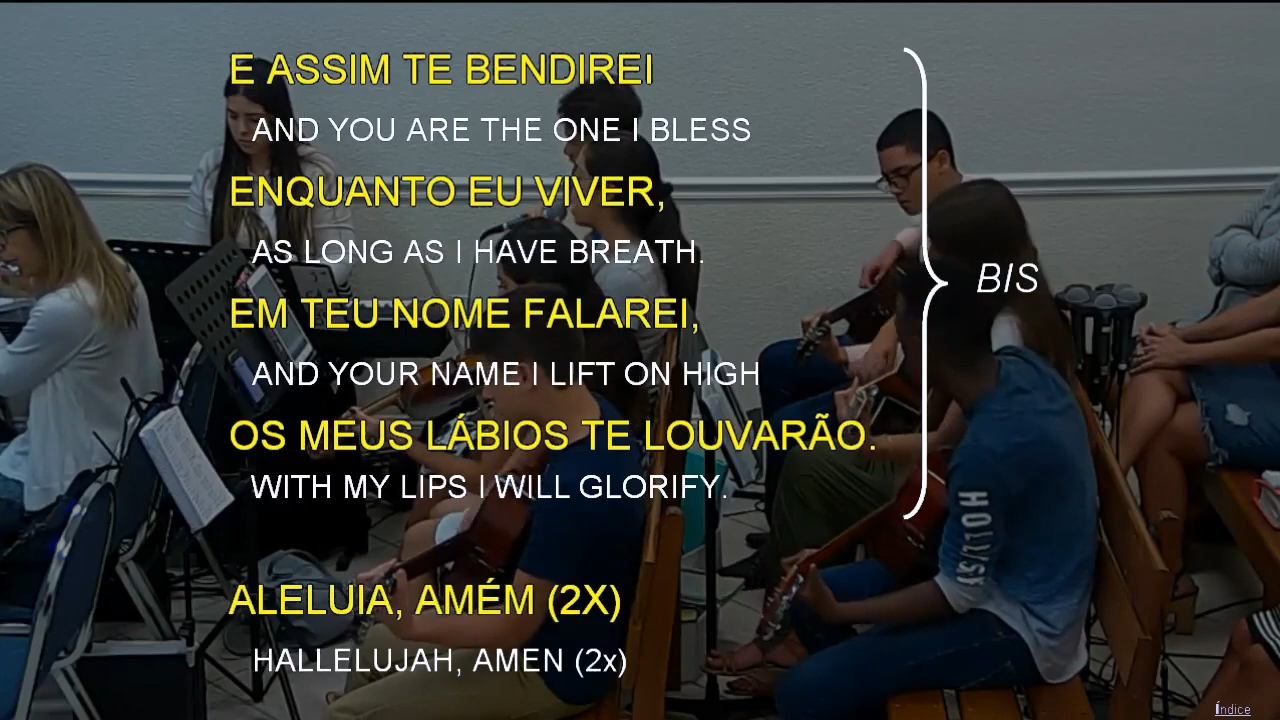 E ASSIM TE BENDIREI
AND YOU ARE THE ONE I BLESS
ENQUANTO EU VIVER,
AS LONG AS I HAVE BREATH.
EM TEU NOME FALAREI,
AND YOUR NAME I LIFT ON HIGH
OS MEUS LÁBIOS TE LOUVARÃO.
WITH MY LIPS I WILL GLORIFY.
BIS
ALELUIA, AMÉM (2X)
HALLELUJAH, AMEN (2x)
Índice